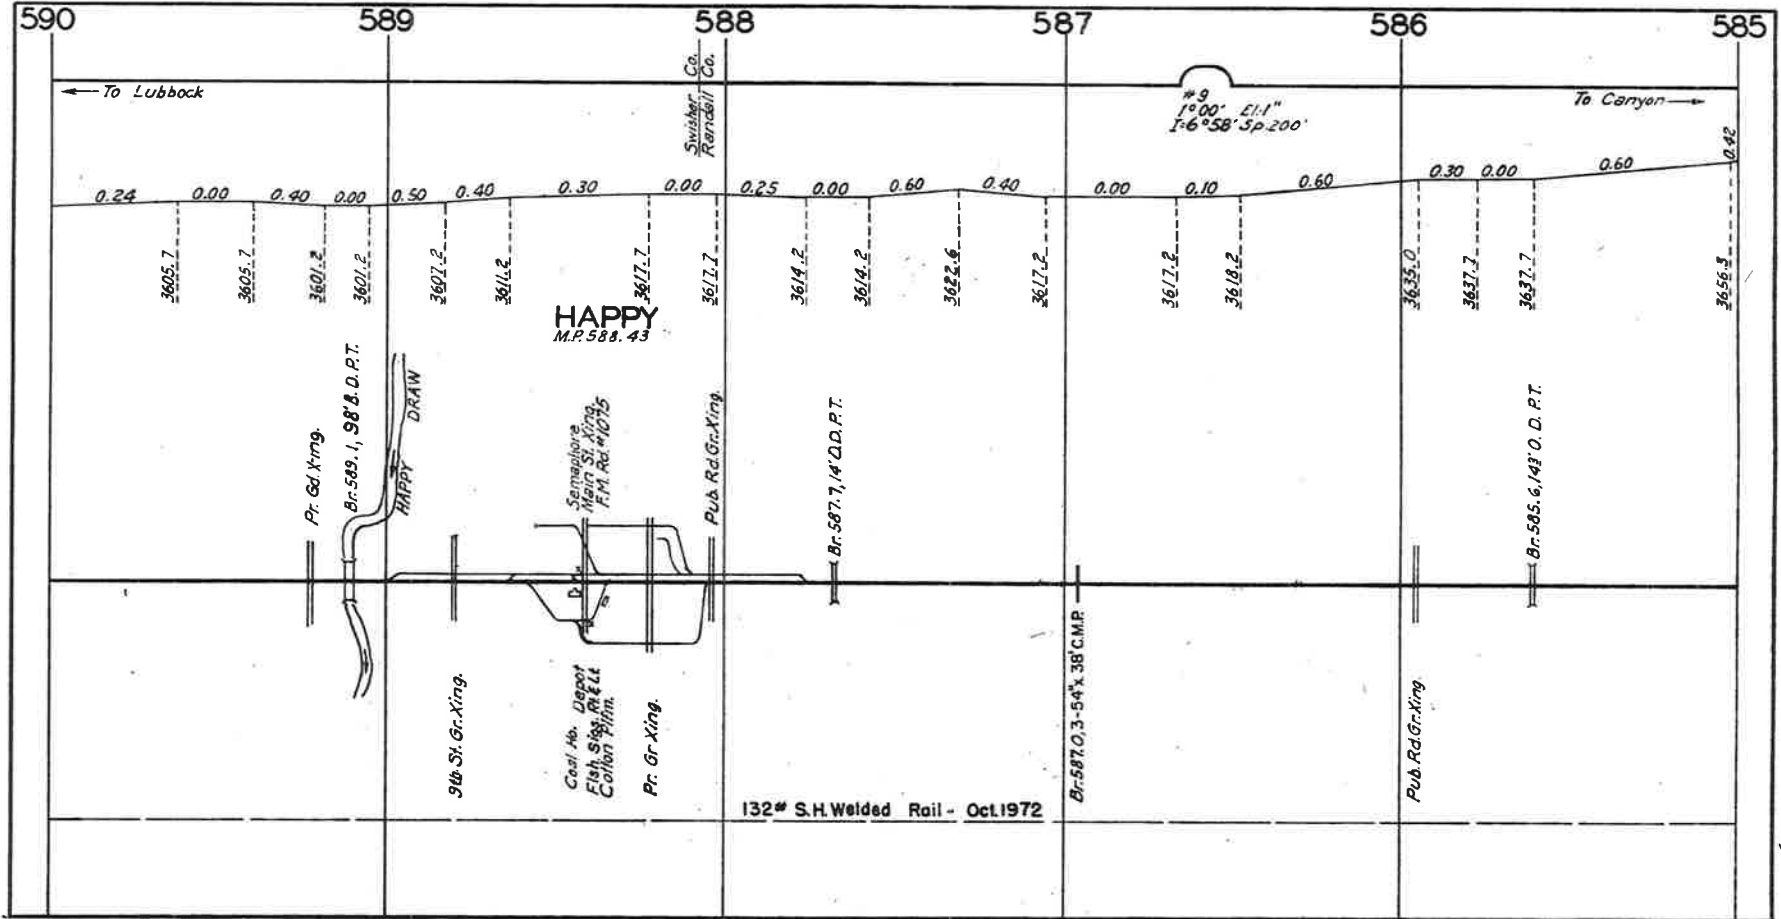 590 589 588 587 586 585
← To Lubbock
Swisher Co.
Randall Co.
#9
1°00' El.1"
I=6°58' Sp.200'
To Canyon →
0.24 0.00 0.40 0.00 0.50 0.40 0.30 0.00 0.25 0.00 0.60 0.40 0.00 0.10 0.60 0.30 0.00 0.60 0.42
3605.7 3605.7 3601.2 3601.2 3607.2 3611.2 3617.7 3617.7 3614.2 3614.2 3622.6 3617.2 3617.2 3618.2 3635.0 3637.7 3637.7 3656.3
HAPPY
M.P. 588.43
Pr. Gd. X-ing.
Br. 589.1, 98' B.D.P.T.
HAPPY DRAW
Semaphore
Main St. Xing.
F.M. Rd. #1075
Pub. Rd. Gr. Xing.
Br. 587.7, 14' O.D.P.T.
Br. 585.6, 143' O.D.P.T.
9th St. Gr. Xing.
Coal Ho. Depot
Flsh. Sigs. Rt & Lt
Cotton Pltfm.
Pr. Gr Xing.
Br. 587.0, 3-54" x 38' C.M.P.
Pub. Rd. Gr. Xing.
132# S.H. Welded Rail - Oct. 1972